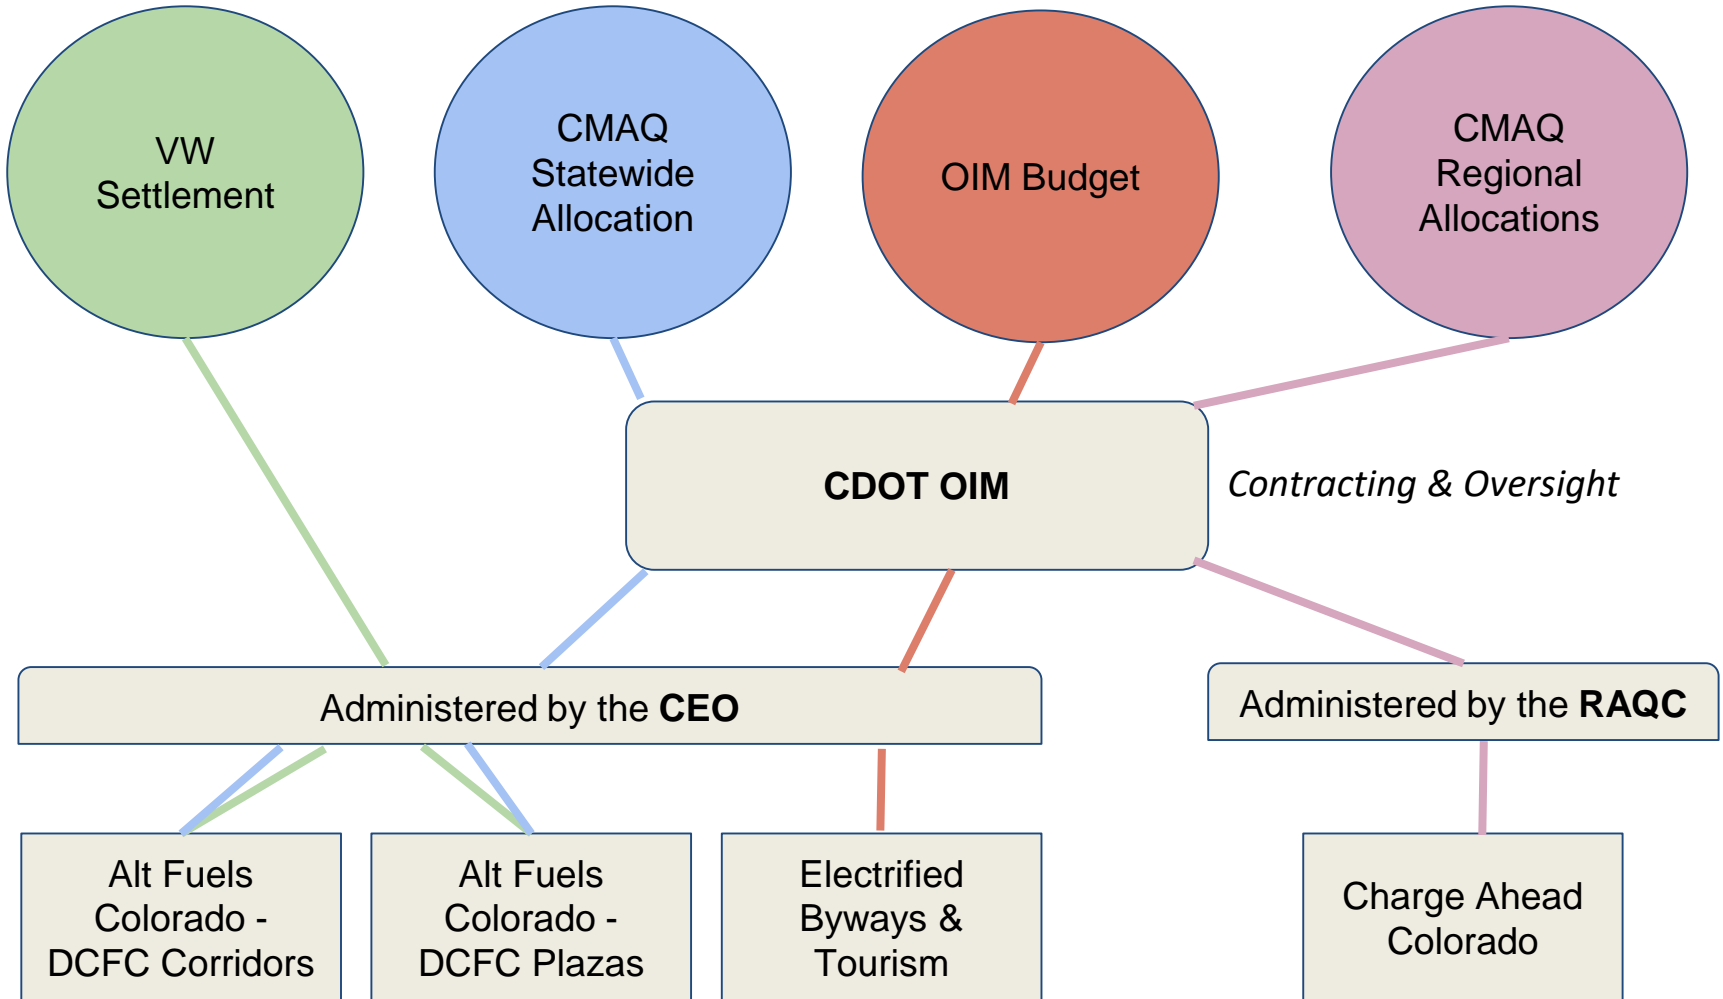 VW
Settlement
CMAQ
Statewide
Allocation
OIM Budget
CMAQ
Regional
Allocations
CDOT OIM
Contracting & Oversight
Administered by the CEO
Administered by the RAQC
Alt Fuels
Colorado -
DCFC Corridors
Alt Fuels
Colorado -
DCFC Plazas
Electrified
Byways &
Tourism
Charge Ahead
Colorado